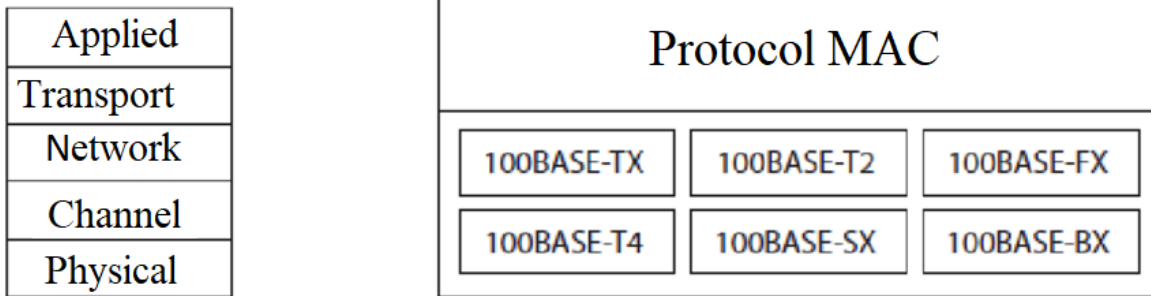 Applied
Transport
Network
Channel
Physical
Protocol MAC
100BASE-TX 100BASE-T2 100BASE-FX
100BASE-T4 100BASE-SX 100BASE-BX